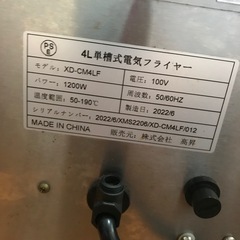 PS
E
4L単槽式電気フライヤー
モデル: XD-CM4LF
電圧: 100V
パワー: 1200W
周波数: 50/60HZ
温度範囲: 50-190℃
製造日: 2022/6
シリアルナンバー: 2022/6/XMS2206/XD-CM4LF/012
MADE IN CHINA
販売元: 株式会社 高昇